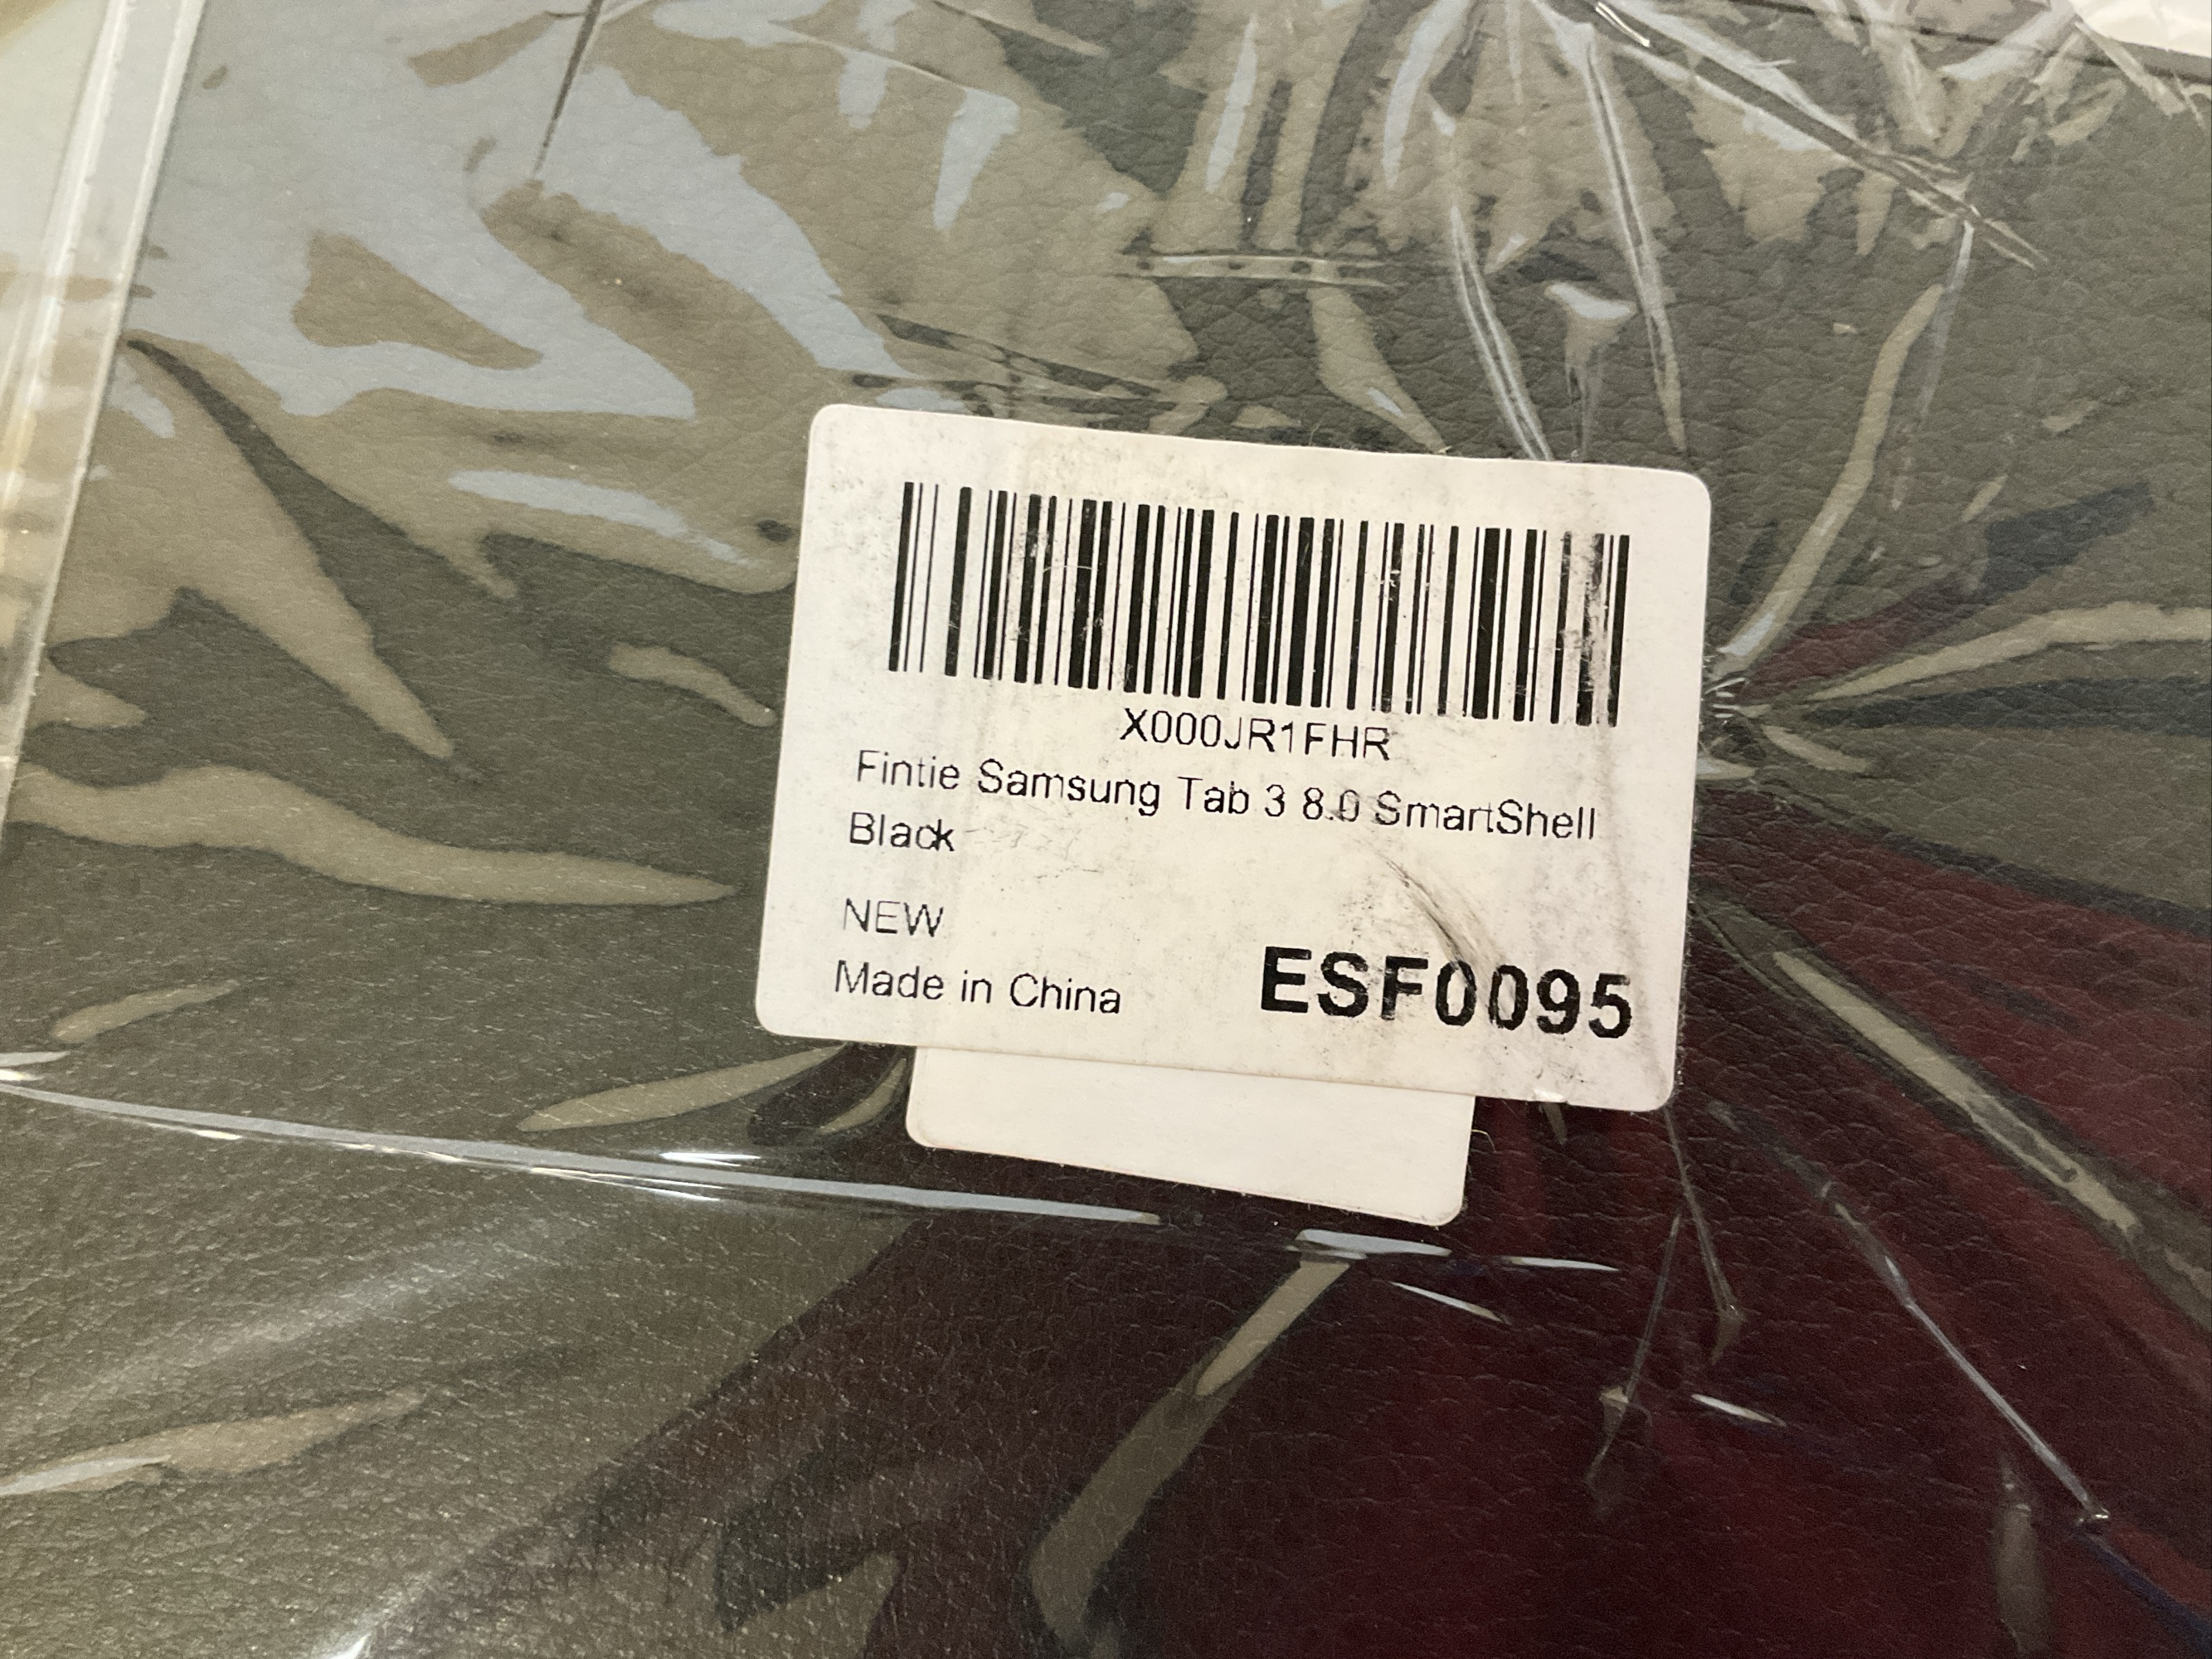 X000JR1FHR
Fintie Samsung Tab 3 8.0 SmartShell
Black
NEW
Made in China
ESF0095